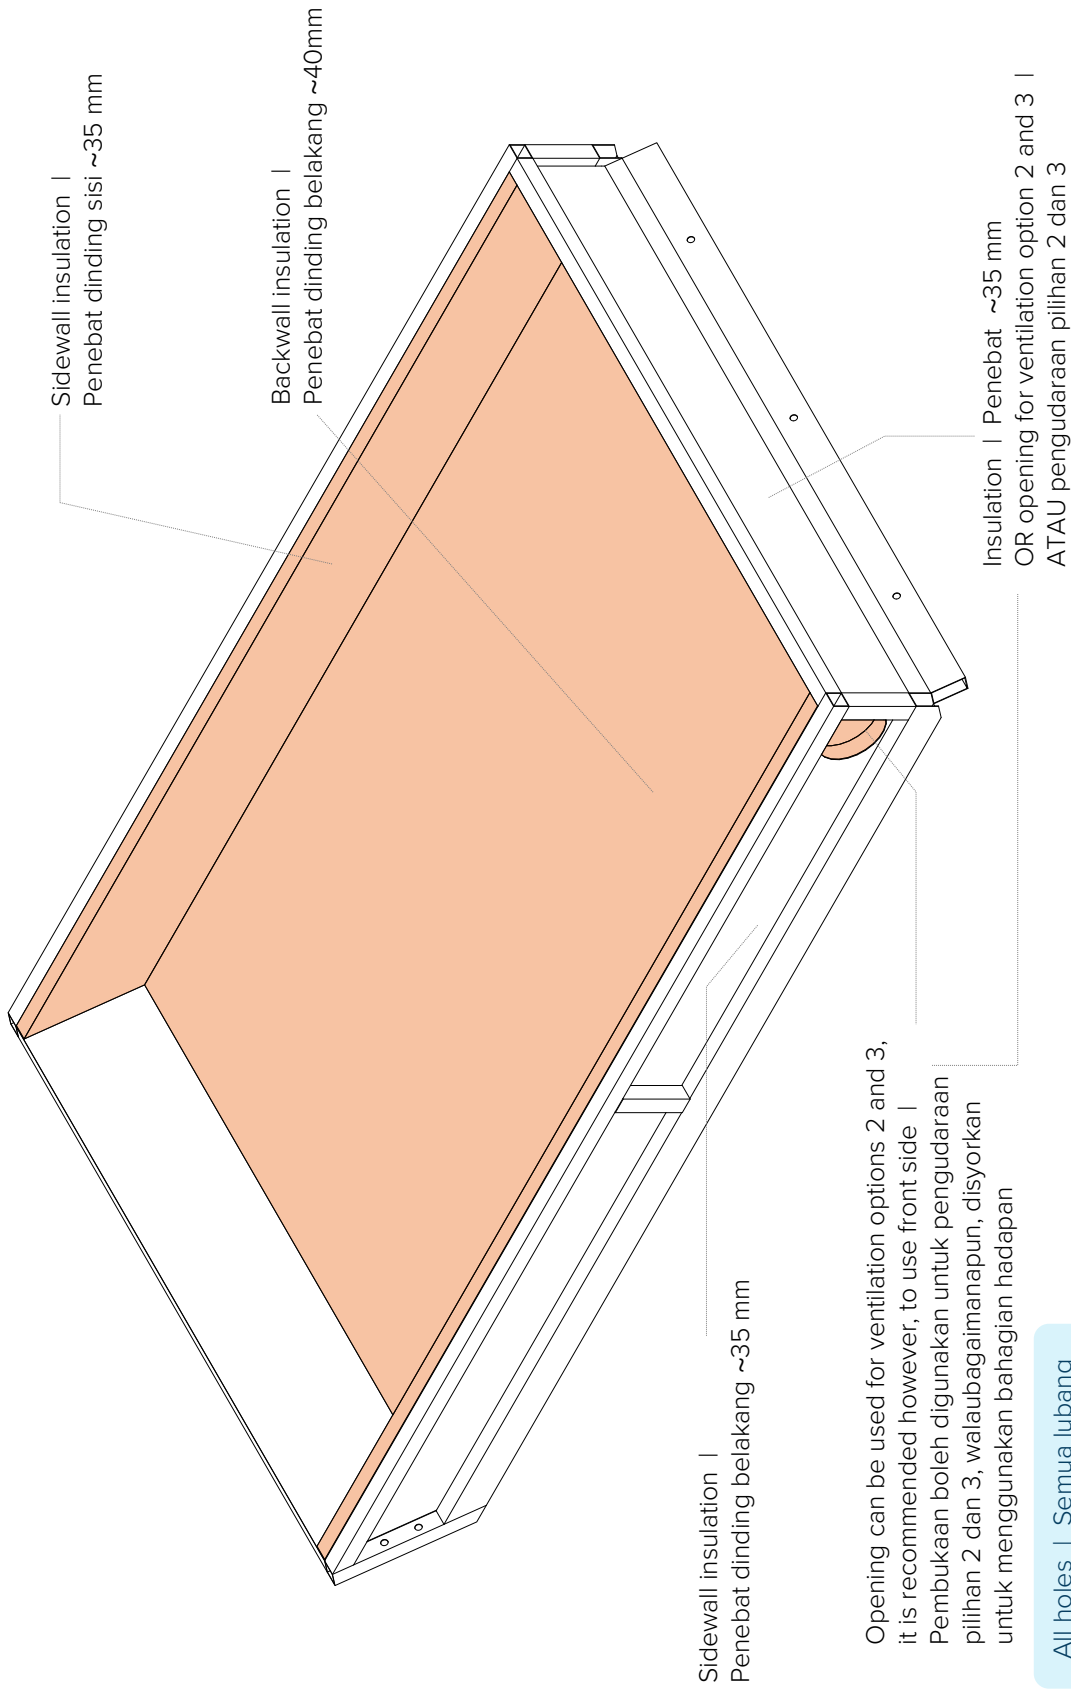 Sidewall insulation |
Penebat dinding sisi ~35 mm
Backwall insulation |
Penebat dinding belakang ~40mm
Insulation | Penebat ~35 mm
OR opening for ventilation option 2 and 3 |
ATAU pengudaraan pilihan 2 dan 3
Sidewall insulation |
Penebat dinding belakang ~35 mm
Opening can be used for ventilation options 2 and 3,
it is recommended however, to use front side |
Pembukaan boleh digunakan untuk pengudaraan
pilihan 2 dan 3, walaubagaimanapun, disyorkan
untuk menggunakan bahagian hadapan
All holes | Semua lubang